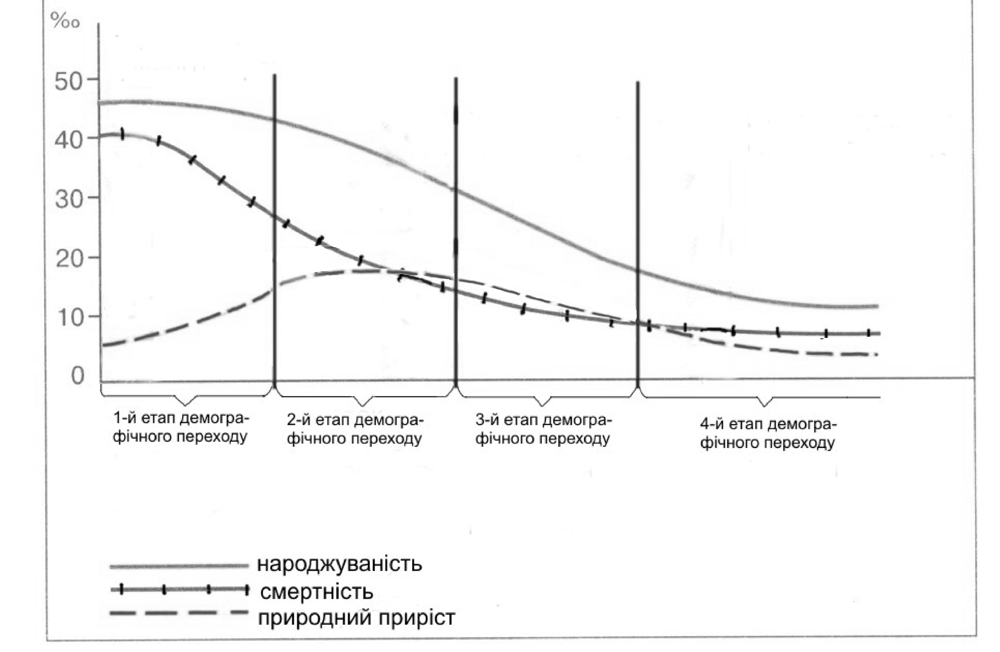 ‰
50
40
30
20
10
0
1-й етап демогра-
фічного переходу
2-й етап демогра-
фічного переходу
3-й етап демогра-
фічного переходу
4-й етап демогра-
фічного переходу
народжуваність
смертність
природний приріст